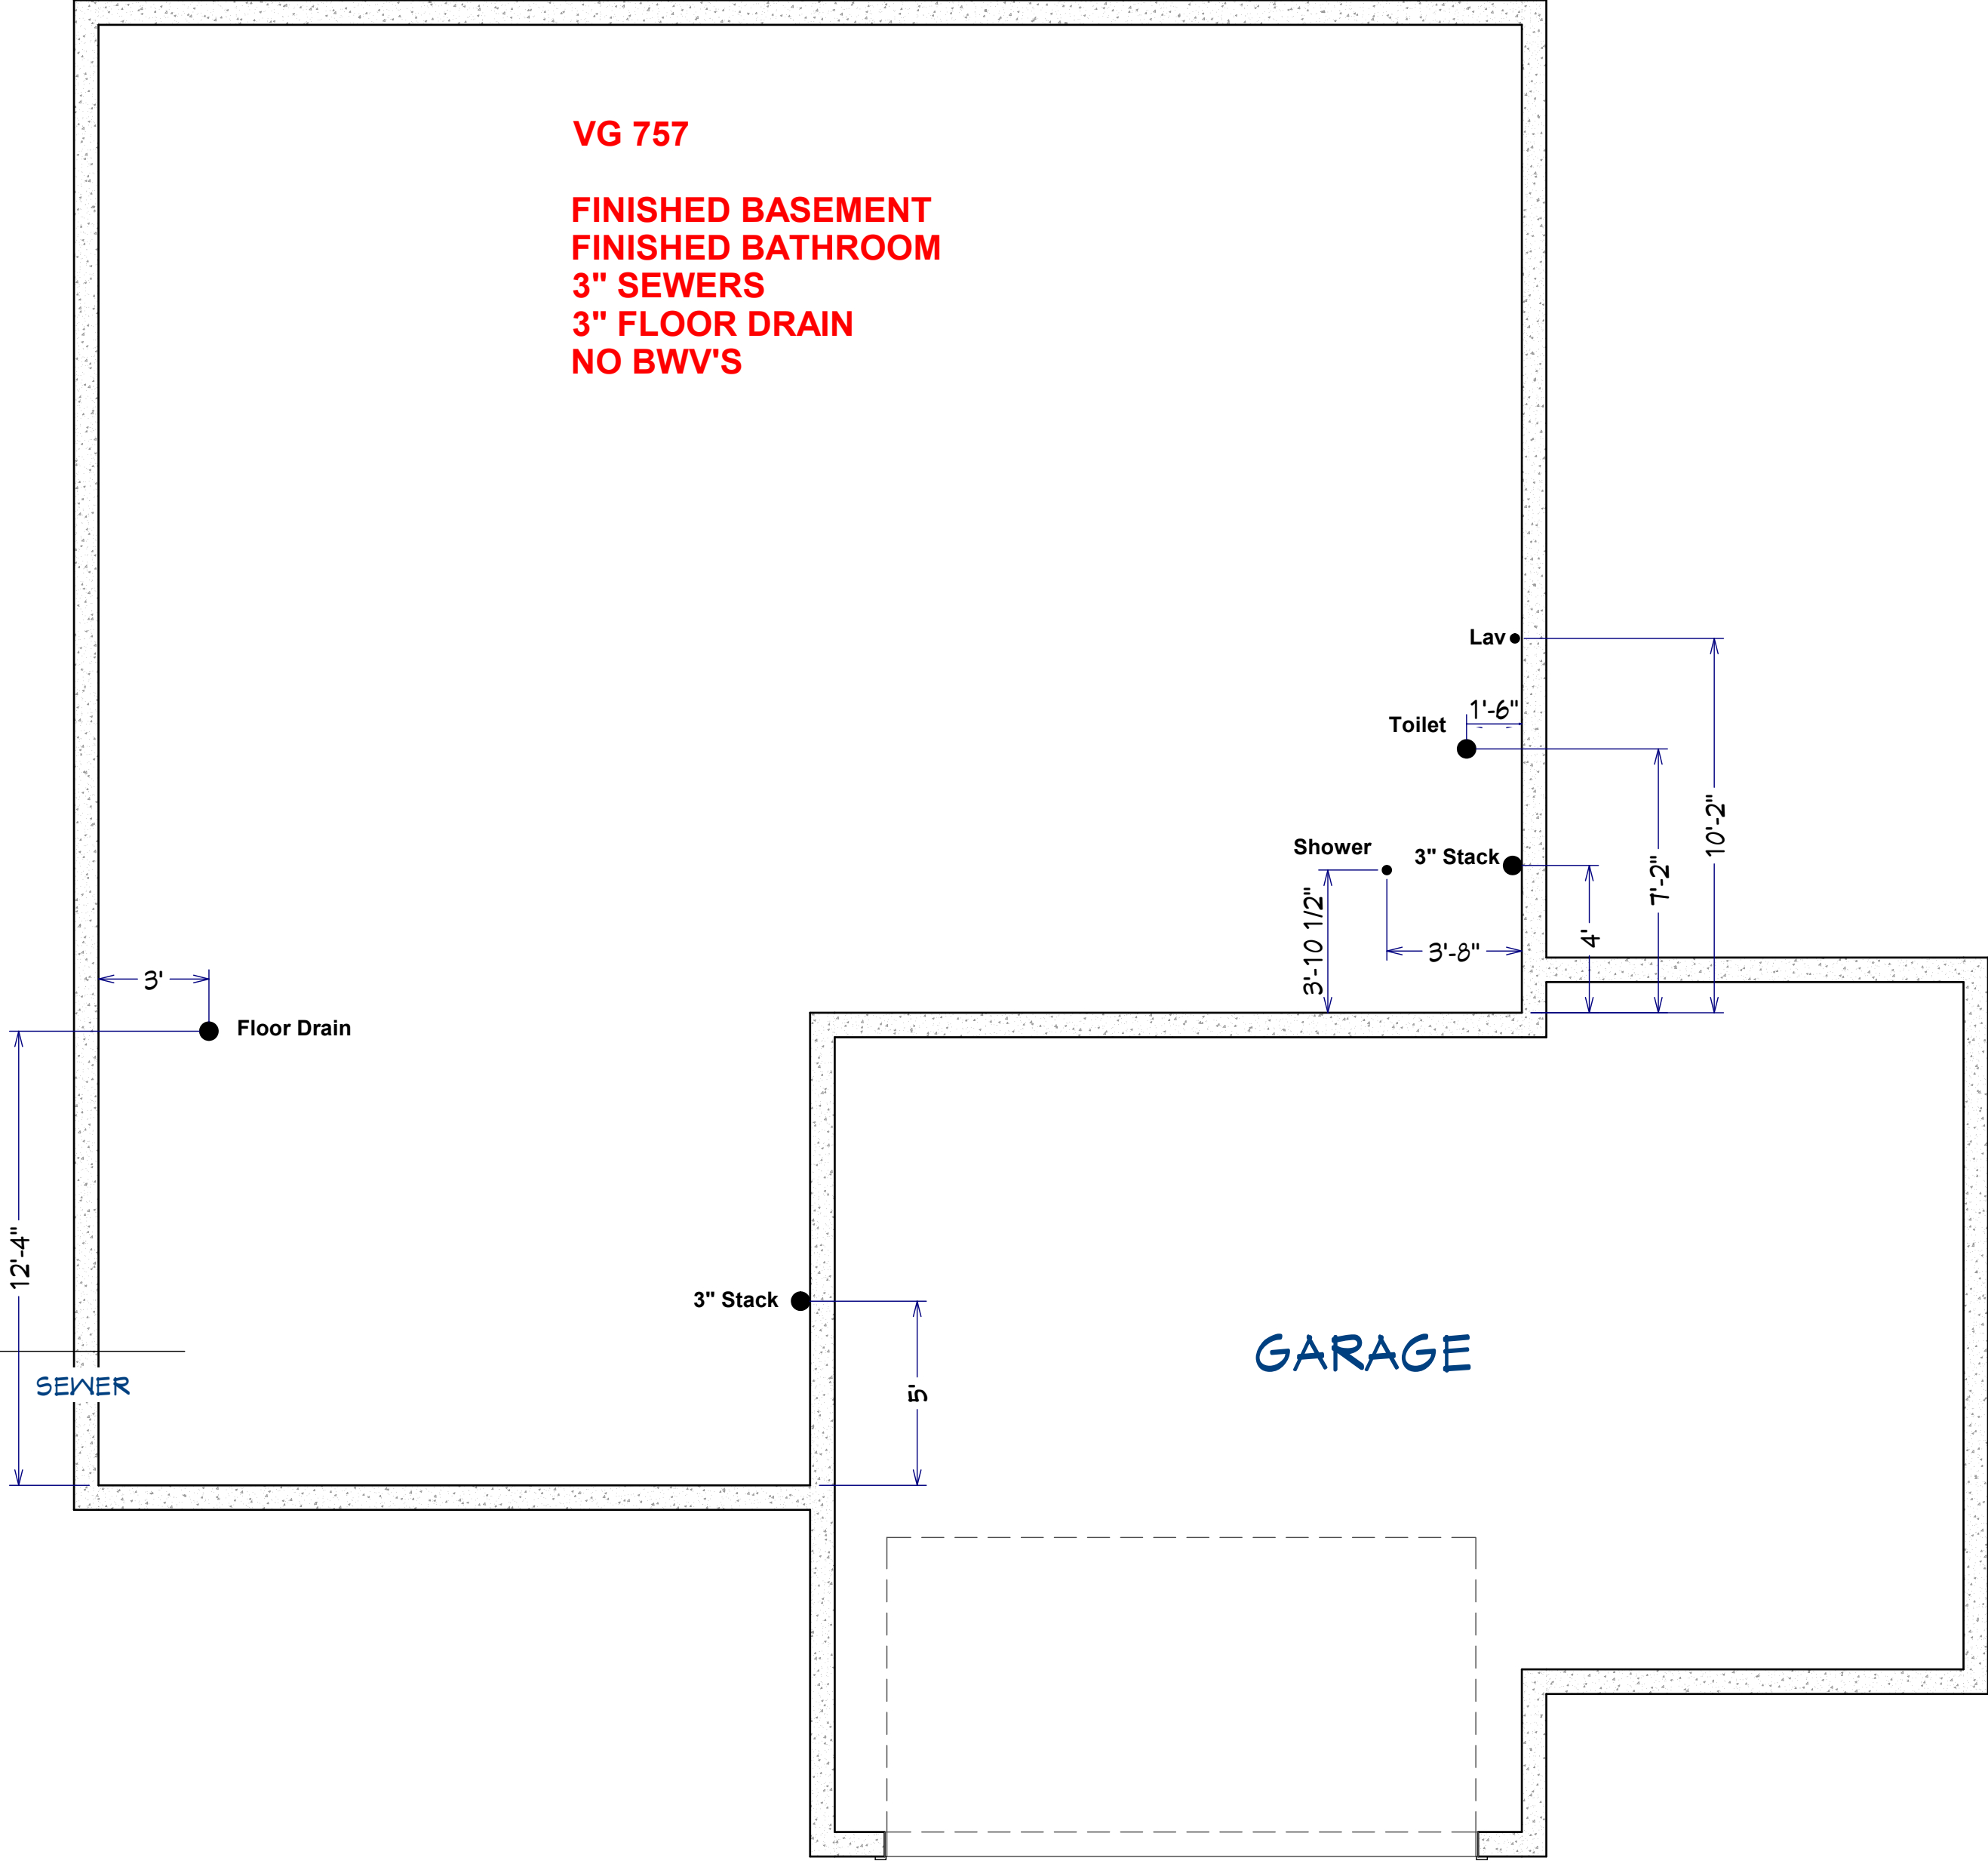 VG 757
FINISHED BASEMENT
FINISHED BATHROOM
3" SEWERS
3" FLOOR DRAIN
NO BWV'S
Lav
1'-6"
Toilet
10'-2"
7'-2"
Shower
3" Stack
3'-10 1/2"
4'
3'-8"
3'
Floor Drain
12'-4"
3" Stack
GARAGE
SEWER
5'